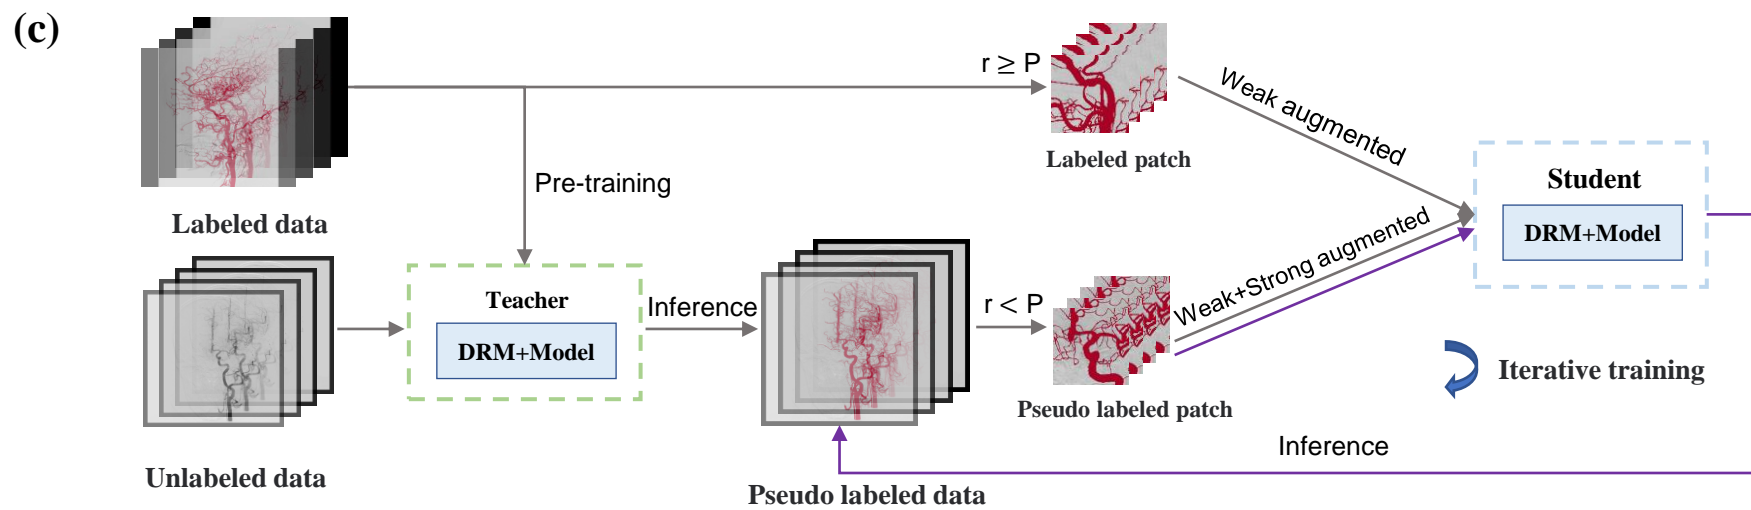 (c)
r ≥ P
Weak augmented
Labeled patch
Pre-training
Labeled data
Student
DRM+Model
Teacher
DRM+Model
Inference
r < P
Weak+Strong augmented
Iterative training
Pseudo labeled patch
Inference
Unlabeled data
Pseudo labeled data